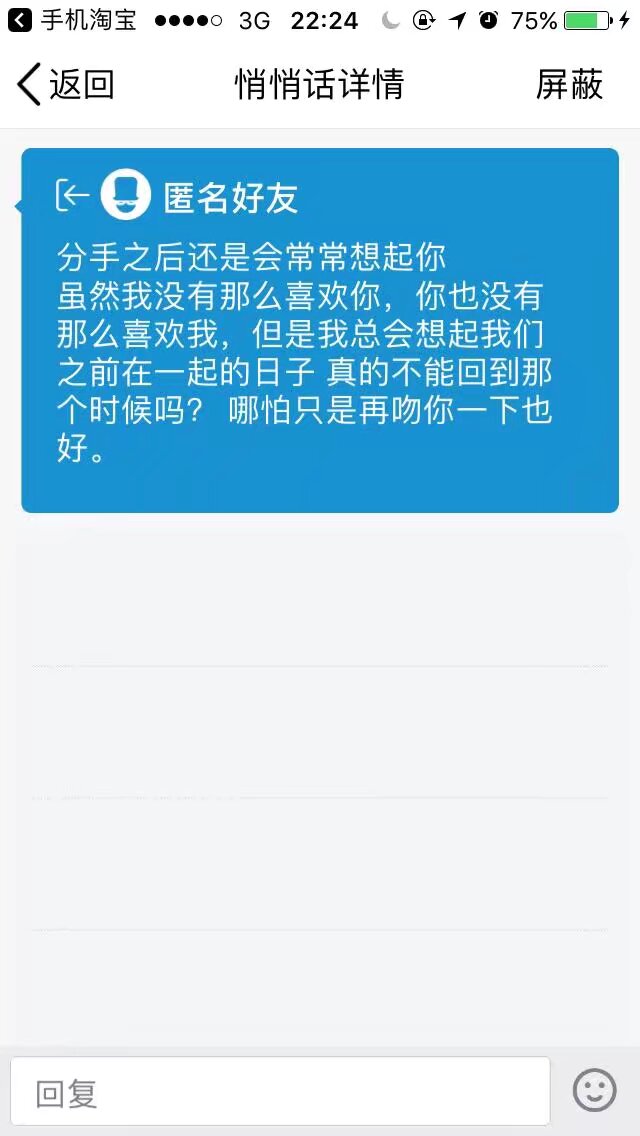 手机淘宝 3G 22:24 75%
返回 悄悄话详情 屏蔽
匿名好友
分手之后还是会常常想起你
虽然我没有那么喜欢你，你也没有
那么喜欢我，但是我总会想起我们
之前在一起的日子 真的不能回到那
个时候吗？ 哪怕只是再吻你一下也
好。
回复